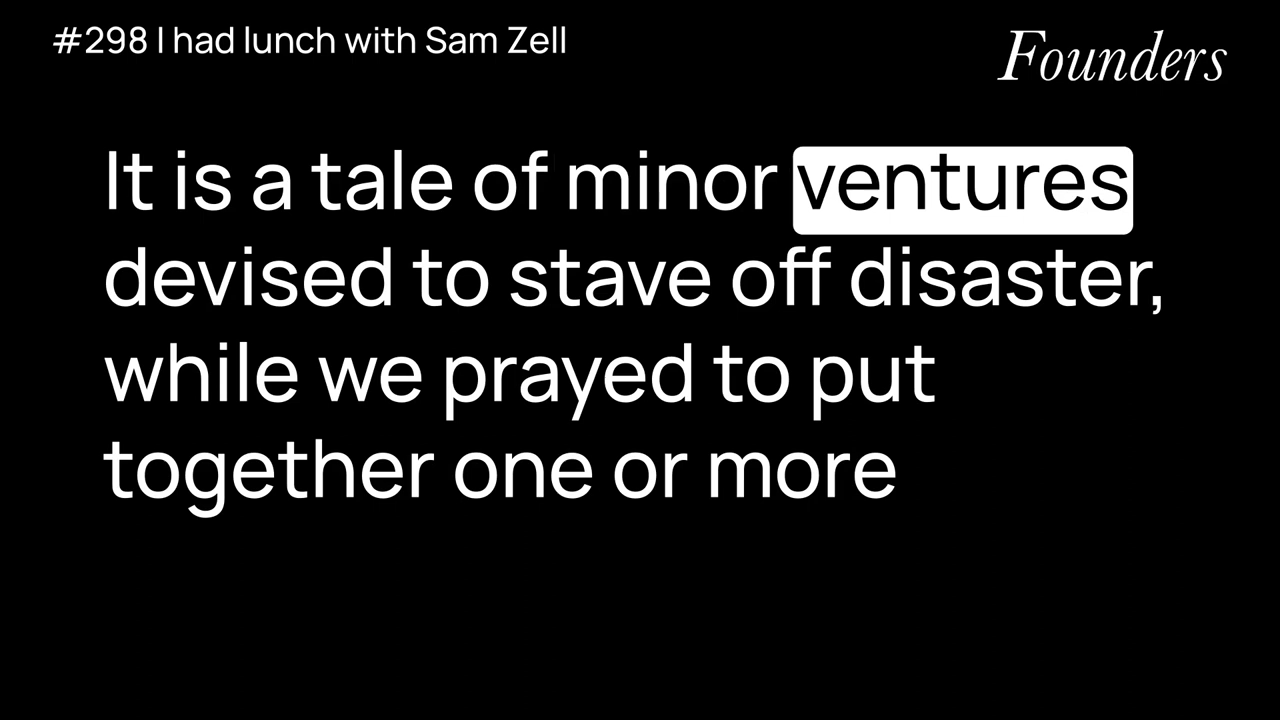 #298 I had lunch with Sam Zell
Founders
It is a tale of minor ventures
devised to stave off disaster,
while we prayed to put
together one or more